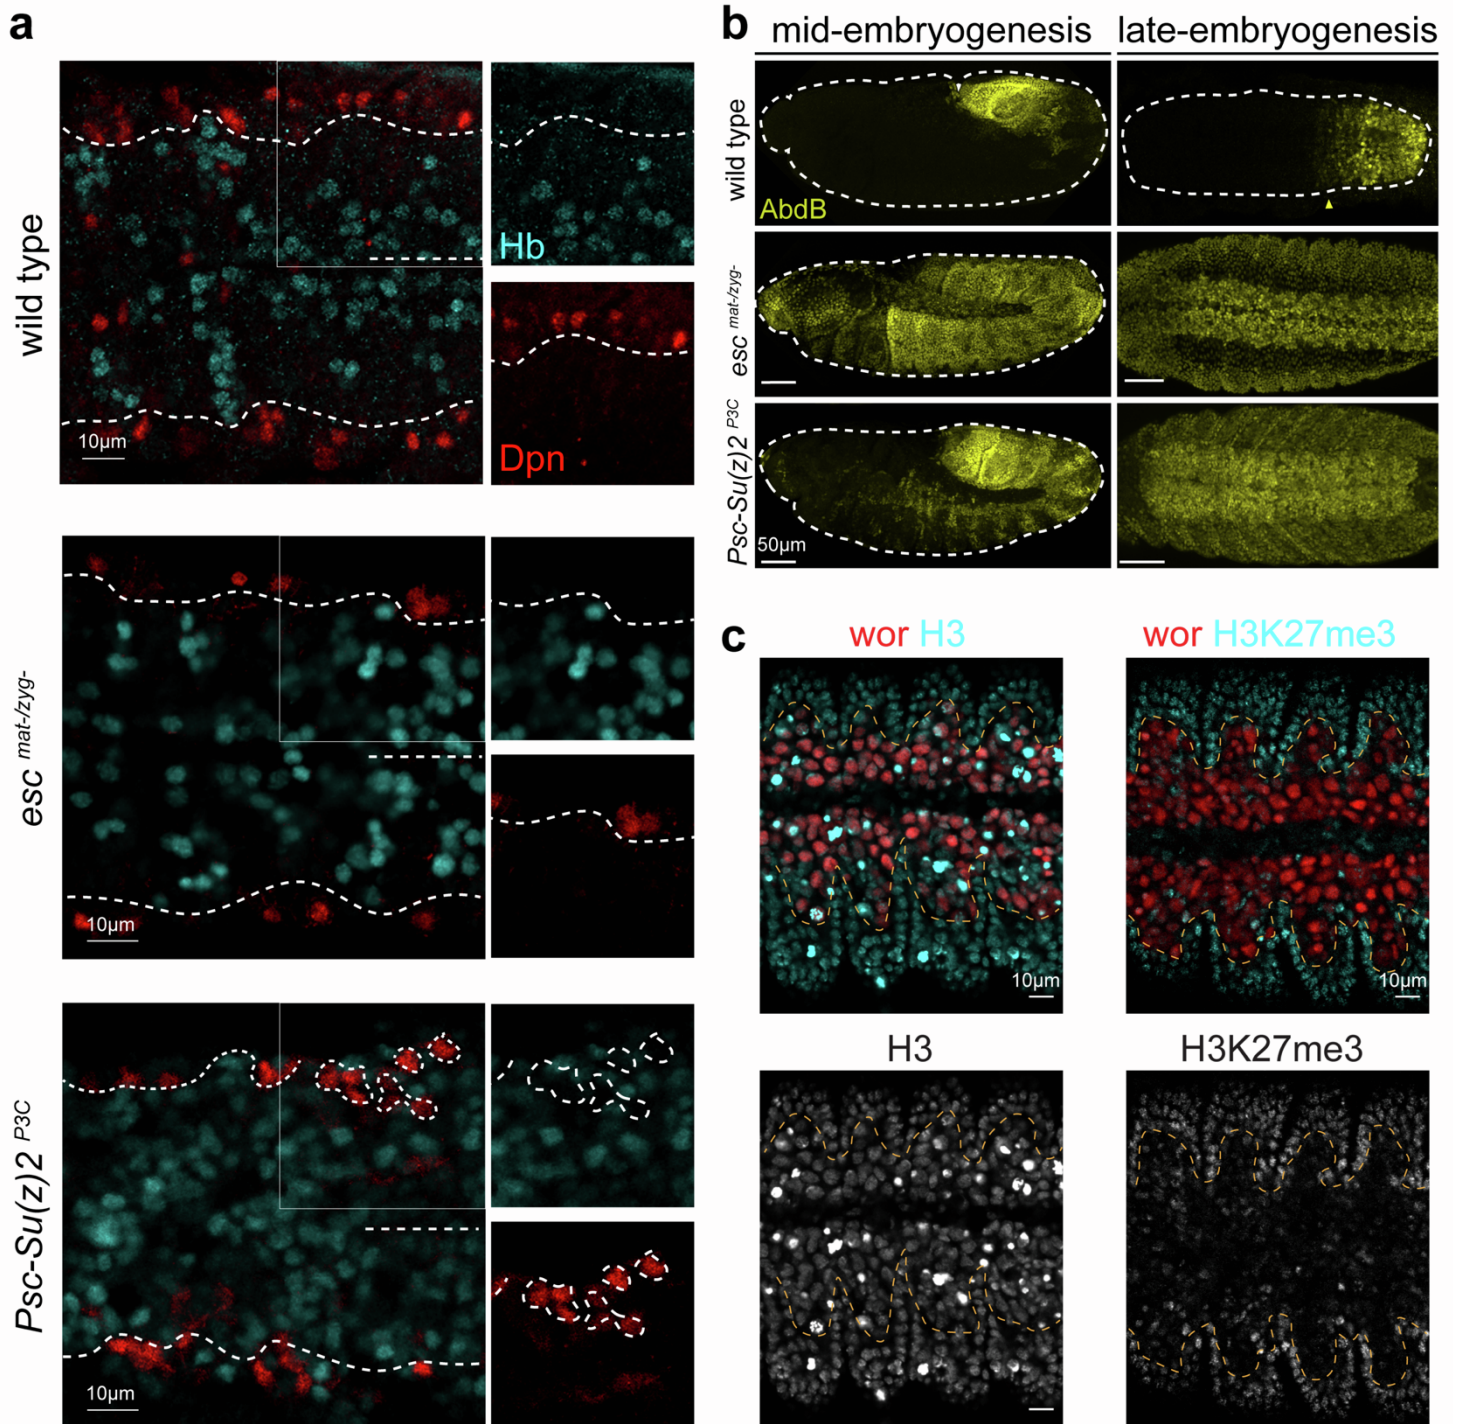 a
wild type
Hb
Dpn
10µm
esc mat-/zyg-
10µm
Psc-Su(z)2 P3C
10µm
b
mid-embryogenesis
late-embryogenesis
wild type
AbdB
esc mat-/zyg-
Psc-Su(z)2 P3C
50µm
c
wor H3
wor H3K27me3
10µm
10µm
H3
H3K27me3